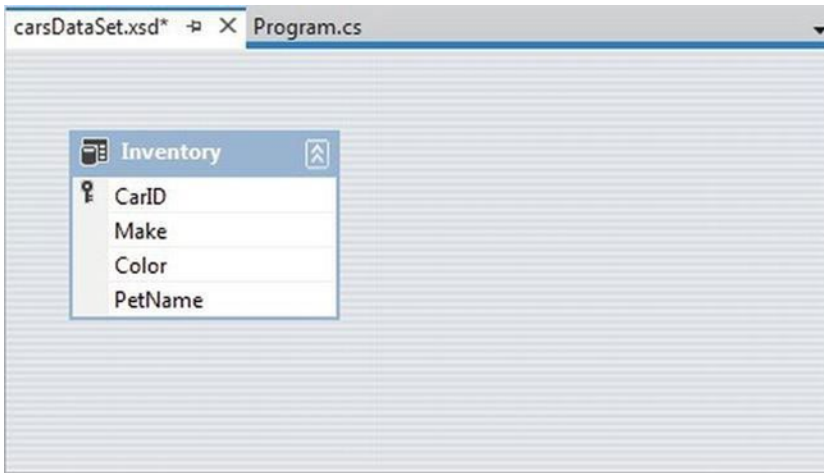 carsDataSet.xsd* Program.cs
Inventory
CarID
Make
Color
PetName